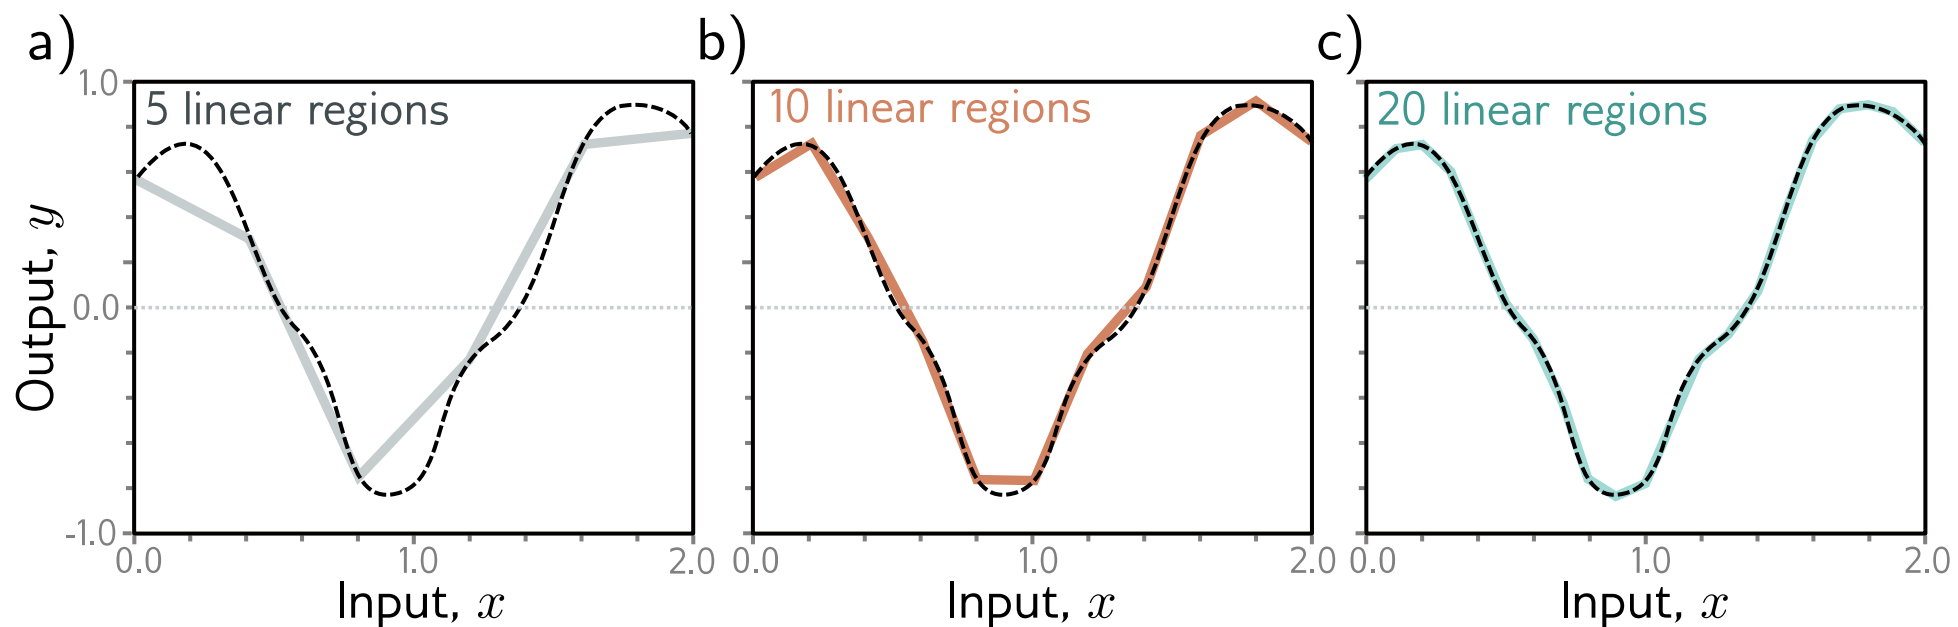 a)
5 linear regions
1.0
0.0
-1.0
Output, y
0.0
1.0
2.0
Input, x
b)
10 linear regions
0.0
1.0
2.0
Input, x
c)
20 linear regions
0.0
1.0
2.0
Input, x